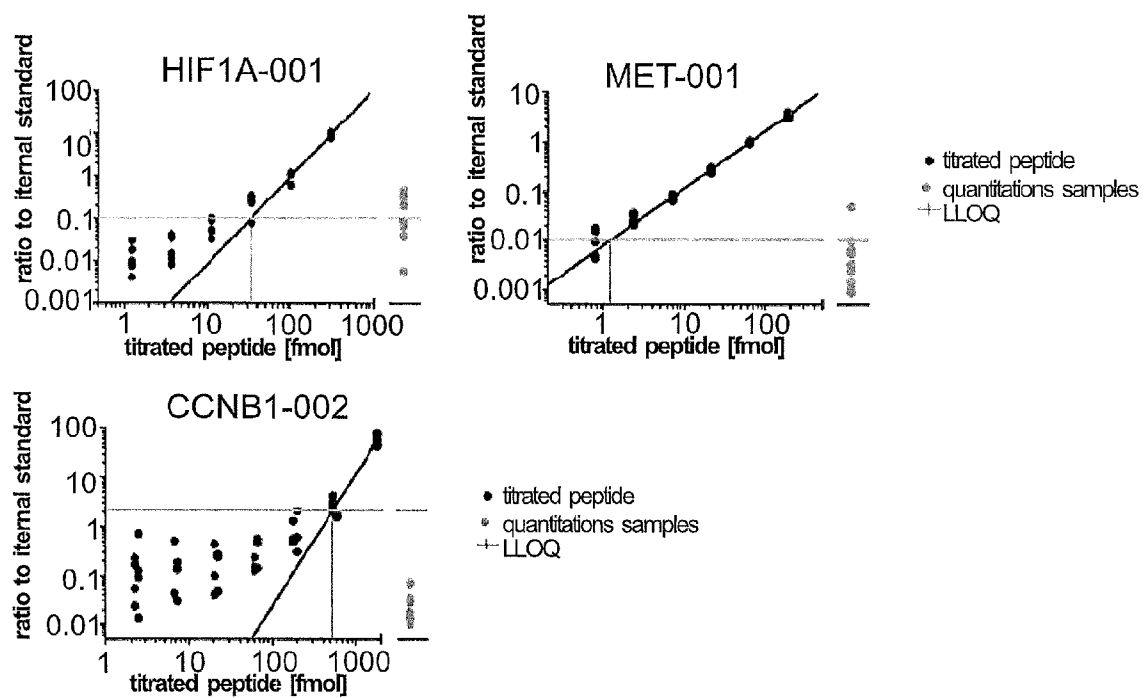 HIF1A-001
ratio to iternal standard
100
10
1
0.1
0.01
0.001
1 10 100 1000
titrated peptide [fmol]
MET-001
ratio to iternal standard
10
1
0.1
0.01
0.001
1 10 100
titrated peptide [fmol]
titrated peptide
quantitations samples
LLOQ
CCNB1-002
ratio to iternal standard
100
10
1
0.1
0.01
1 10 100 1000
titrated peptide [fmol]
titrated peptide
quantitations samples
LLOQ